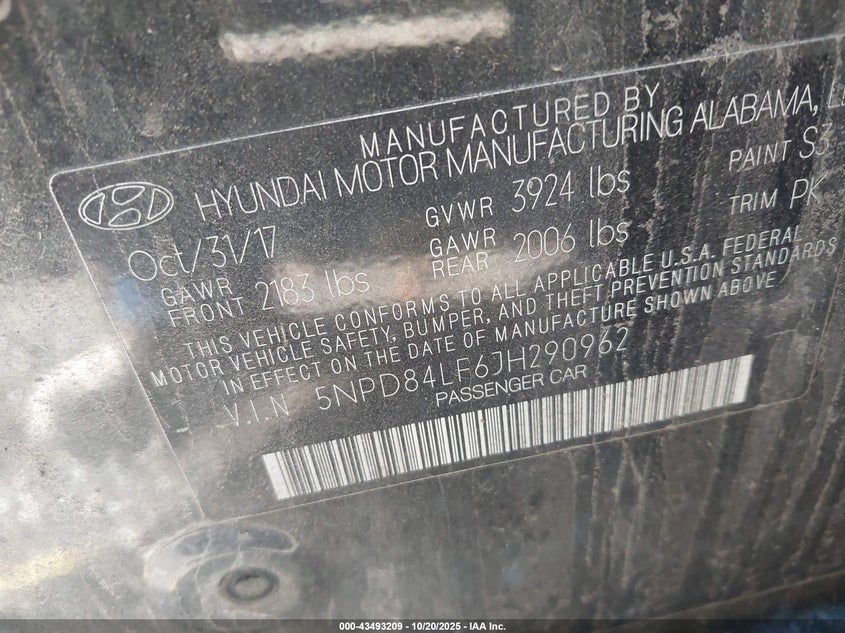 MANUFACTURED BY
HYUNDAI MOTOR MANUFACTURING ALABAMA,
Oct/31/17 GVWR 3924 lbs PAINT S3
GAWR FRONT 2183 lbs GAWR REAR 2006 lbs TRIM PK
THIS VEHICLE CONFORMS TO ALL APPLICABLE U.S.A. FEDERAL
MOTOR VEHICLE SAFETY, BUMPER, AND THEFT PREVENTION STANDARDS
IN EFFECT ON THE DATE OF MANUFACTURE SHOWN ABOVE
V.I.N 5NPD84LF6JH290962
PASSENGER CAR
000-43493209 - 10/20/2025 - IAA Inc.